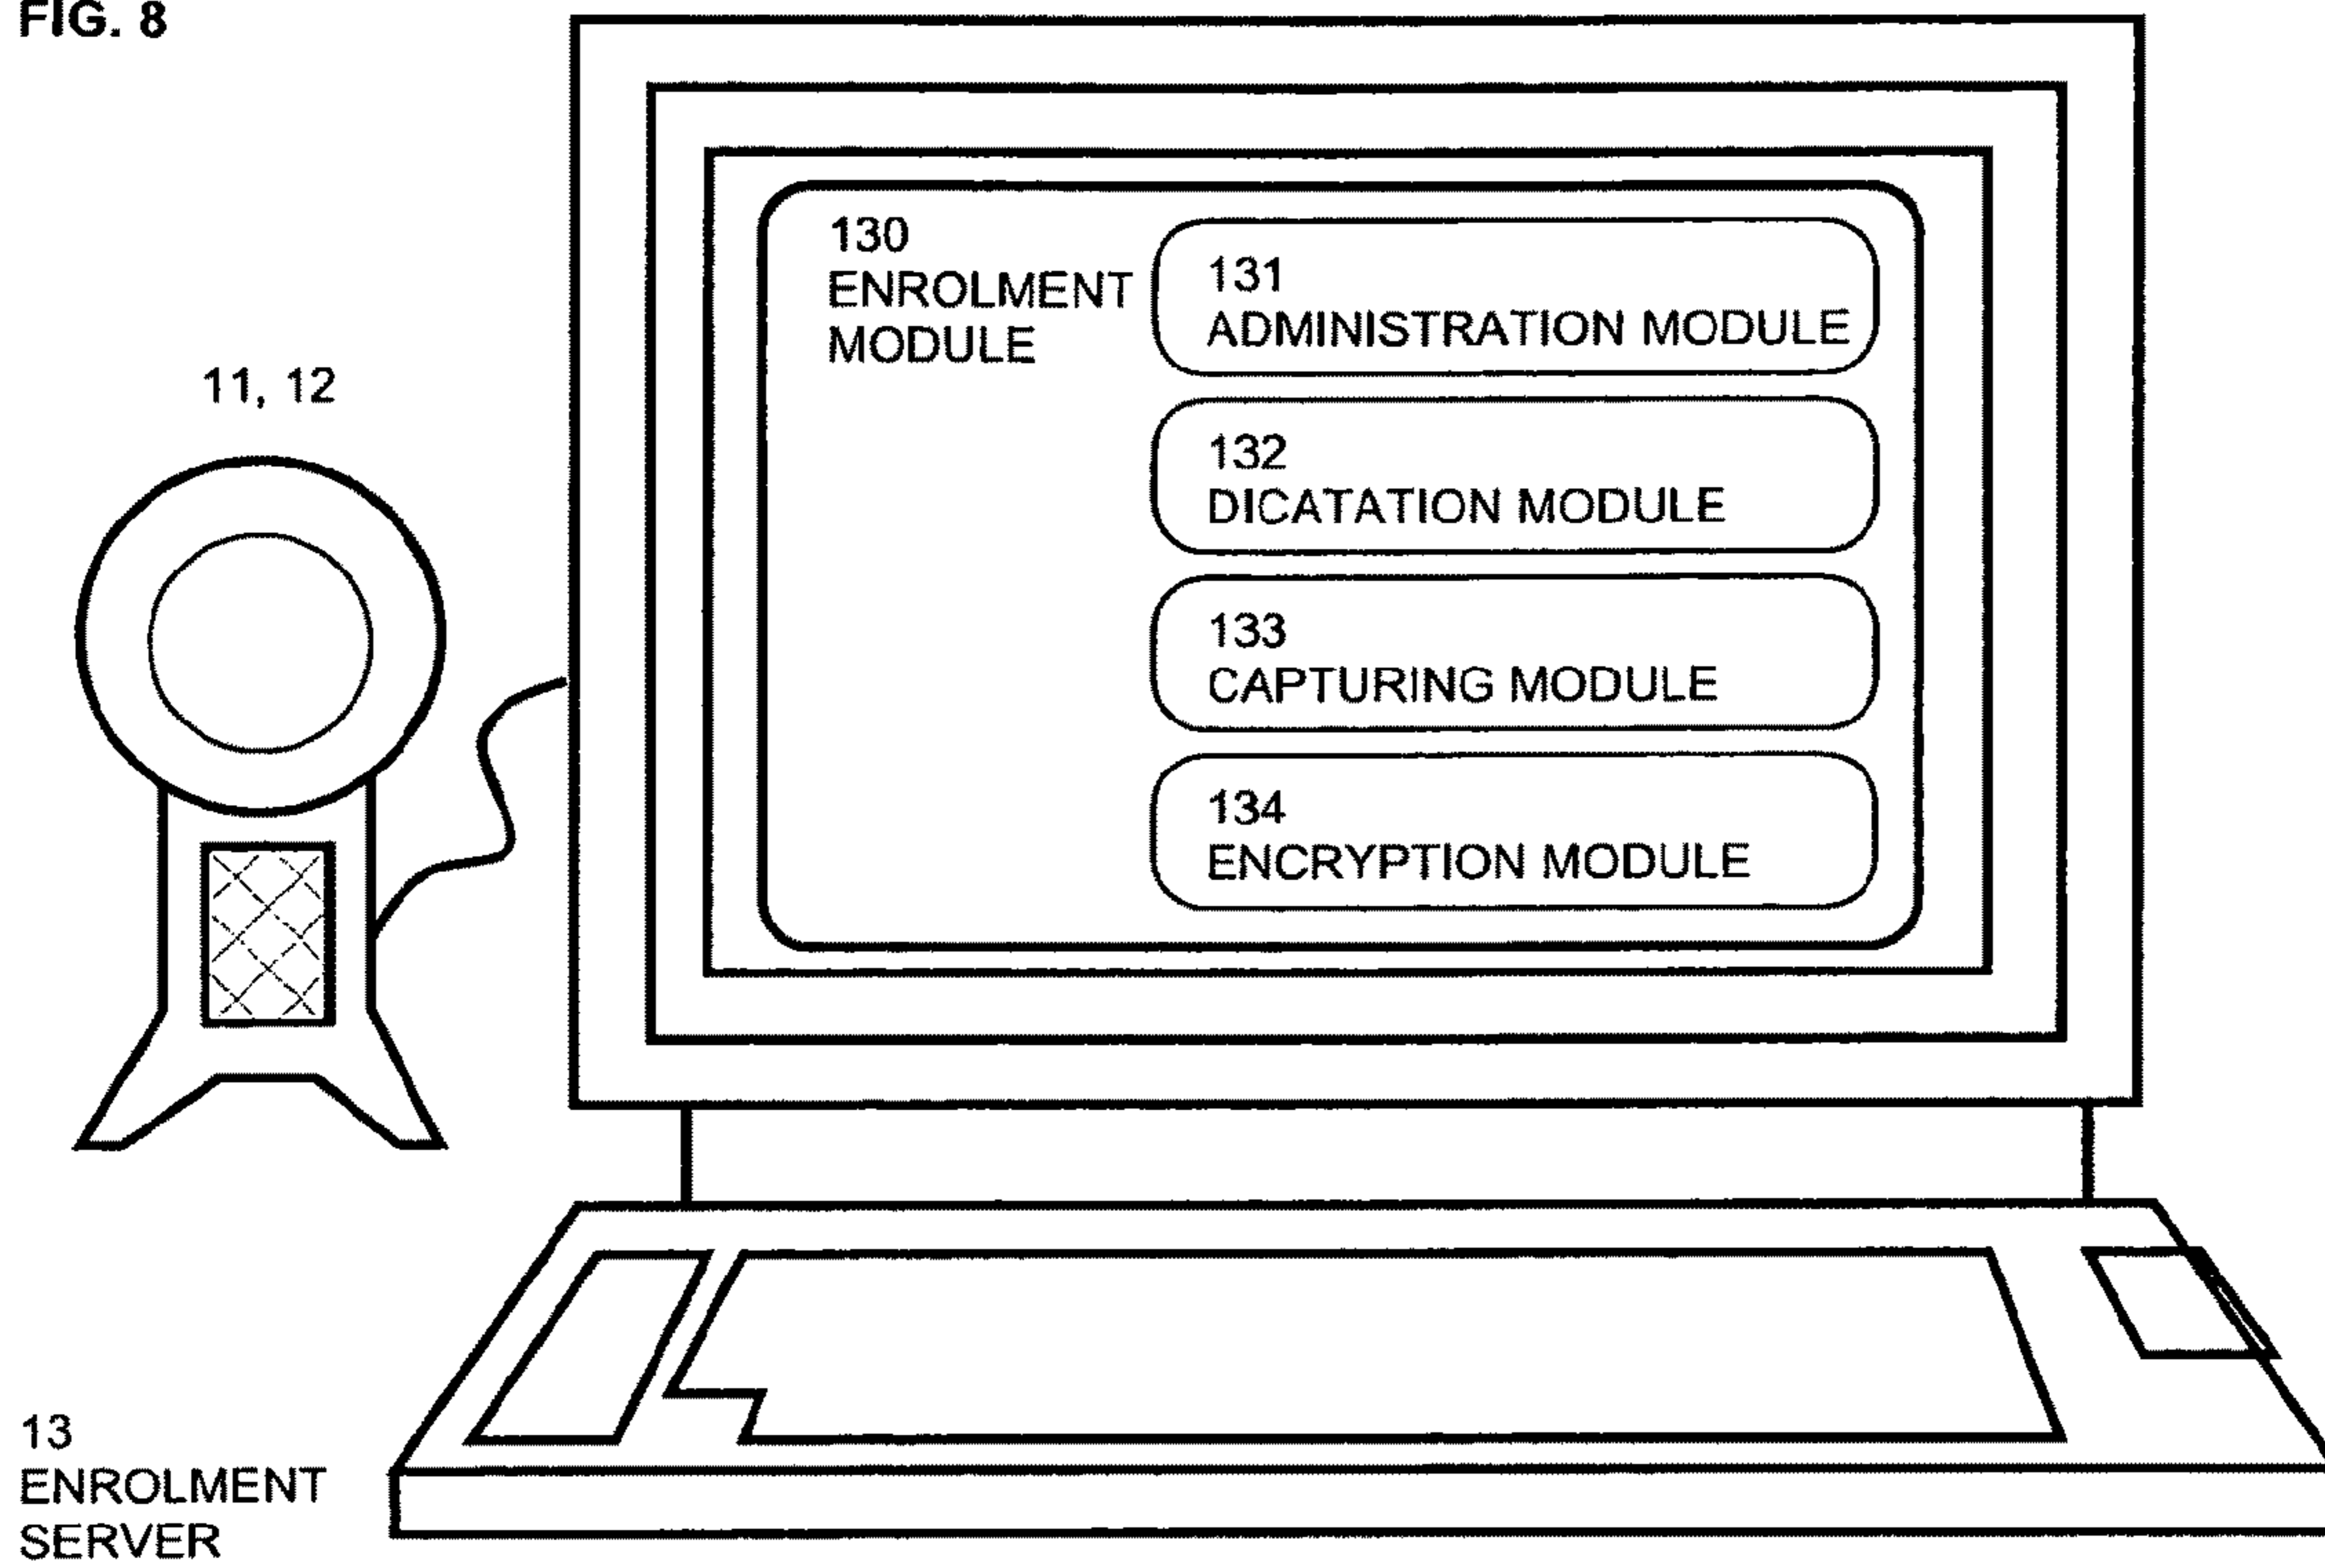 FIG. 8
130
ENROLMENT
MODULE
131
ADMINISTRATION MODULE
132
DICATATION MODULE
133
CAPTURING MODULE
134
ENCRYPTION MODULE
11, 12
13
ENROLMENT
SERVER